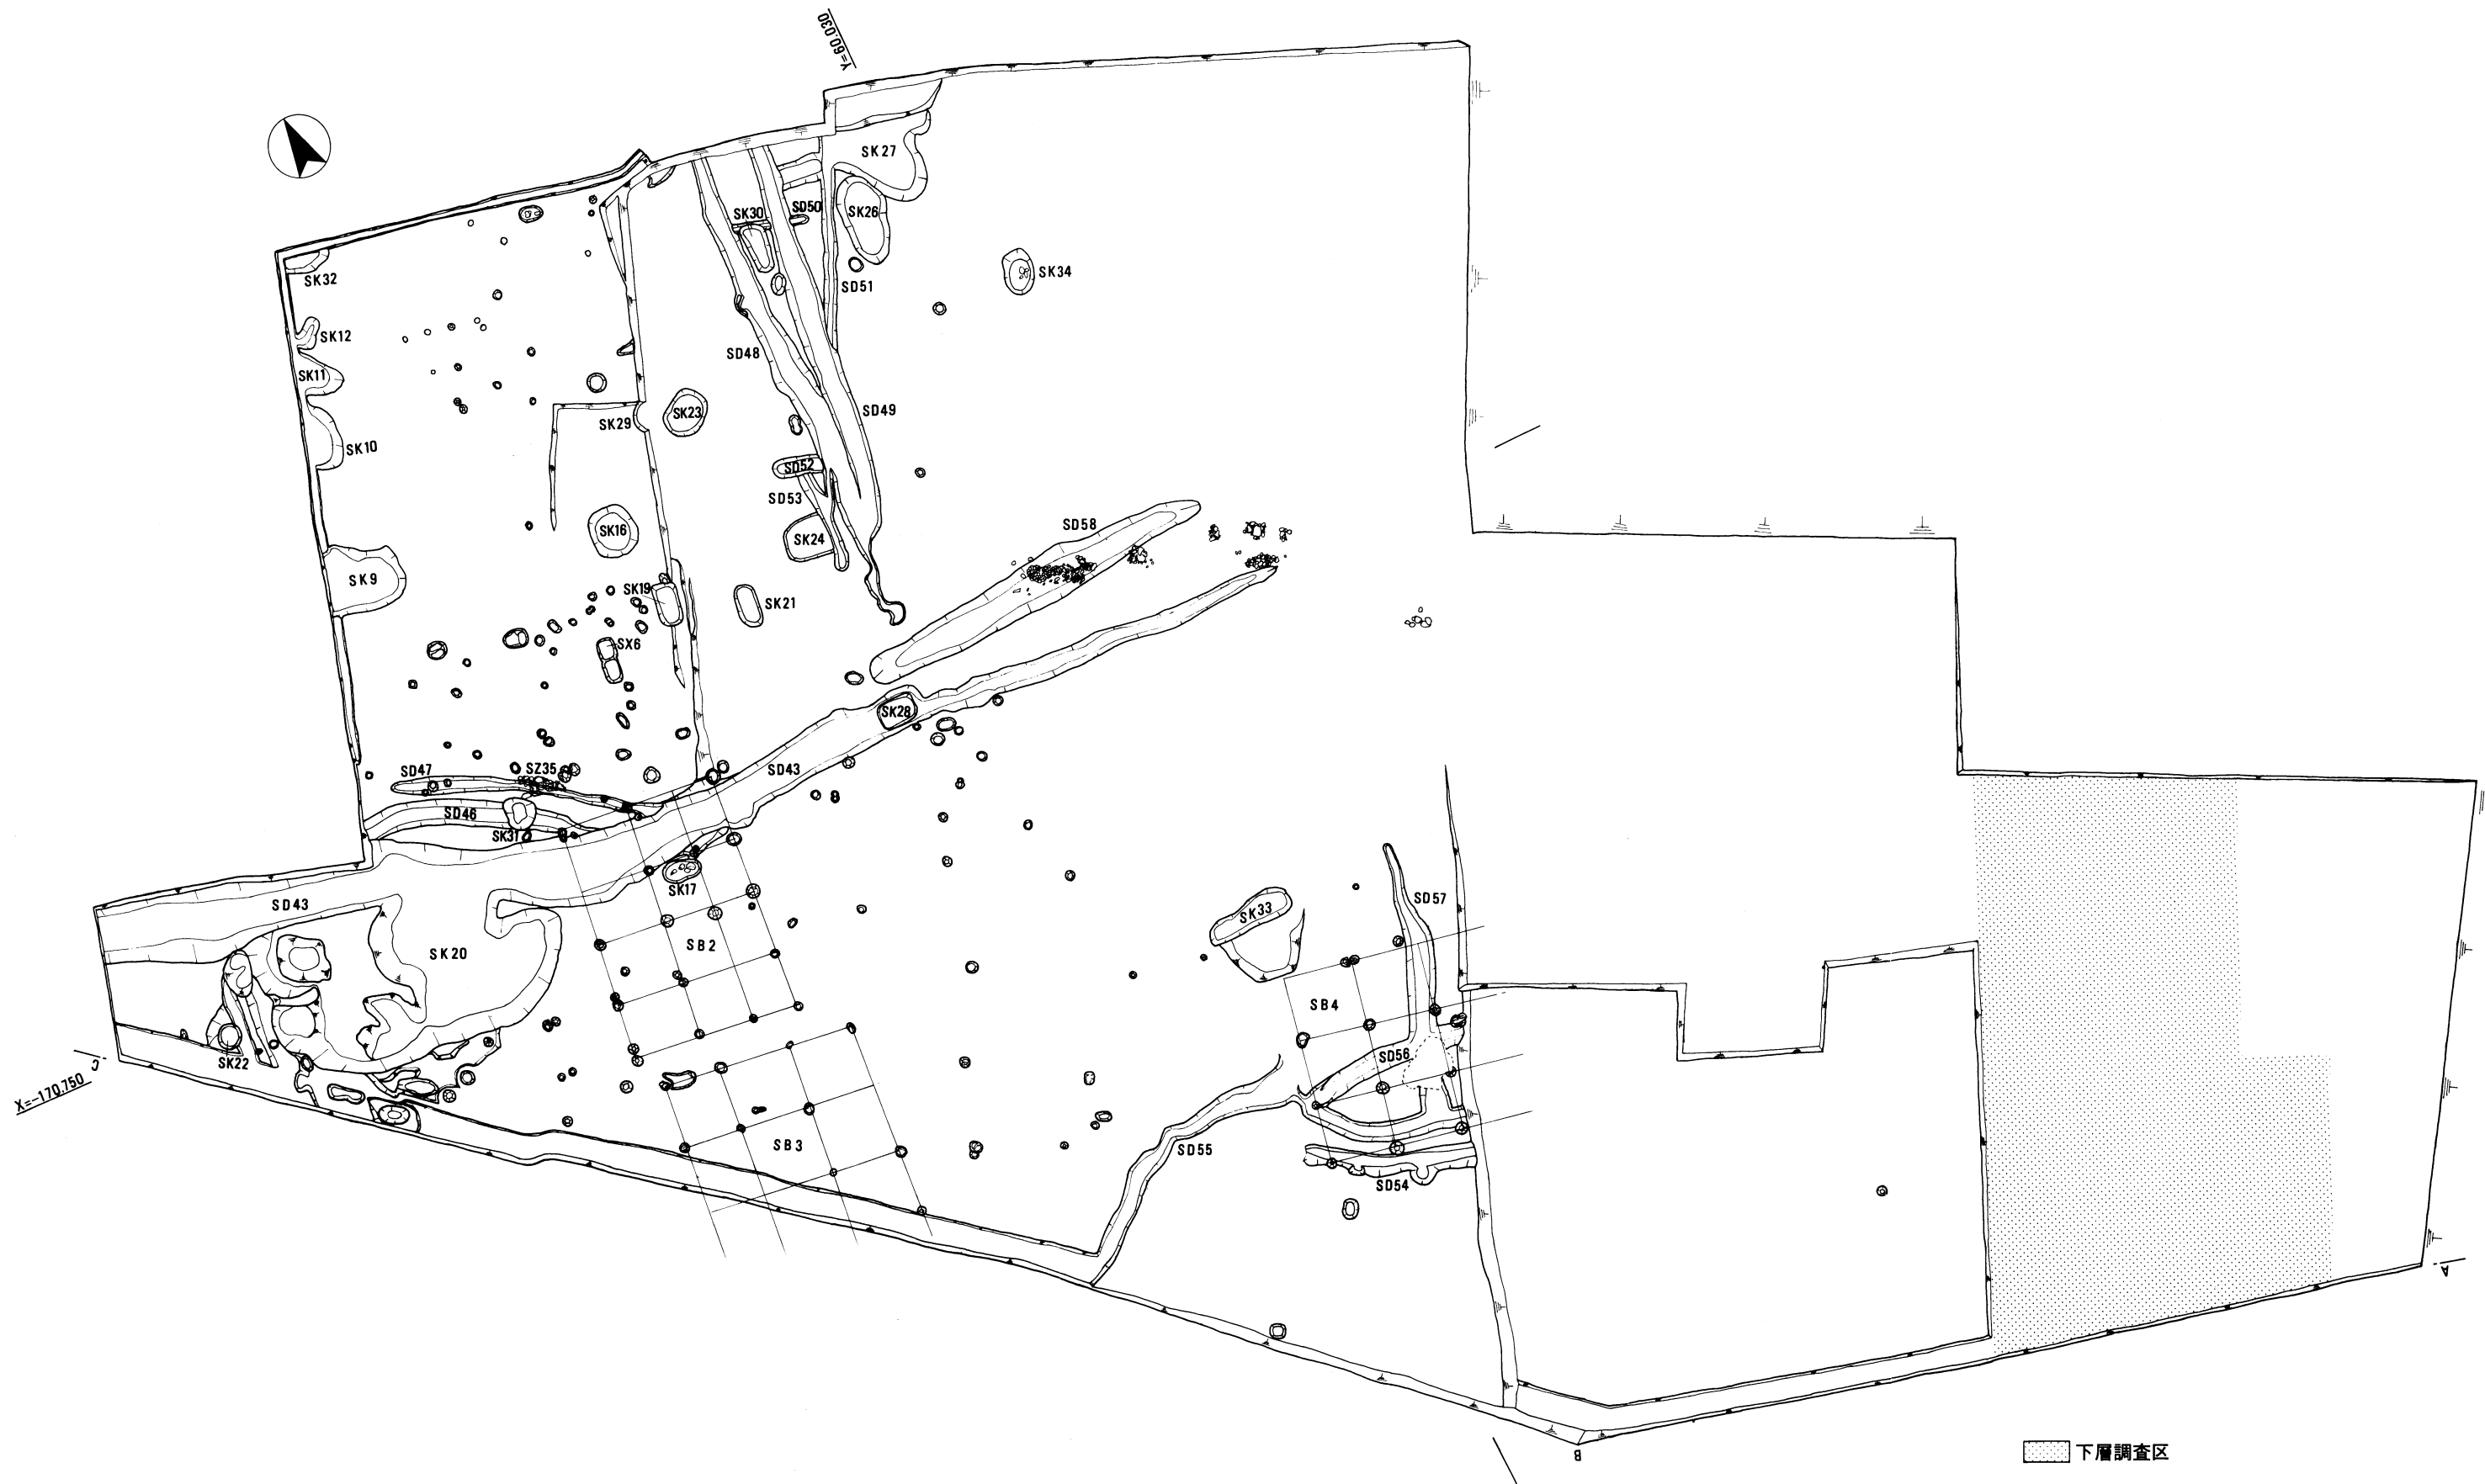 Y=60.030
SK27
SK30
SD50
SK26
SK34
SK32
SD51
SK12
SD48
SK11
SK29
SK23
SD49
SK10
SD52
SD53
SD58
SK16
SK24
SK9
SK19
SK21
SX6
SK28
SD47
SZ35
SD43
SD46
SK31
SK17
SD43
SK20
SB2
SK33
SD57
SB4
SK22
SD56
C
X=-170.750
SB3
SD55
SD54
A
B
下層調査区